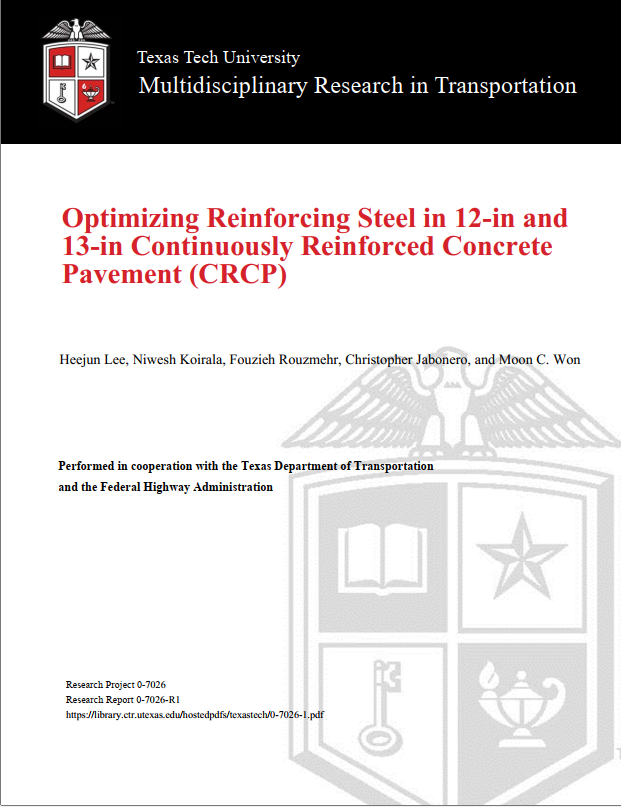 Texas Tech University
Multidisciplinary Research in Transportation
Optimizing Reinforcing Steel in 12-in and
13-in Continuously Reinforced Concrete
Pavement (CRCP)
Heejun Lee, Niwesh Koirala, Fouzieh Rouzmehr, Christopher Jabonero, and Moon C. Won
Performed in cooperation with the Texas Department of Transportation
and the Federal Highway Administration
Research Project 0-7026
Research Report 0-7026-R1
https://library.ctr.utexas.edu/hostedpdfs/texastech/0-7026-1.pdf